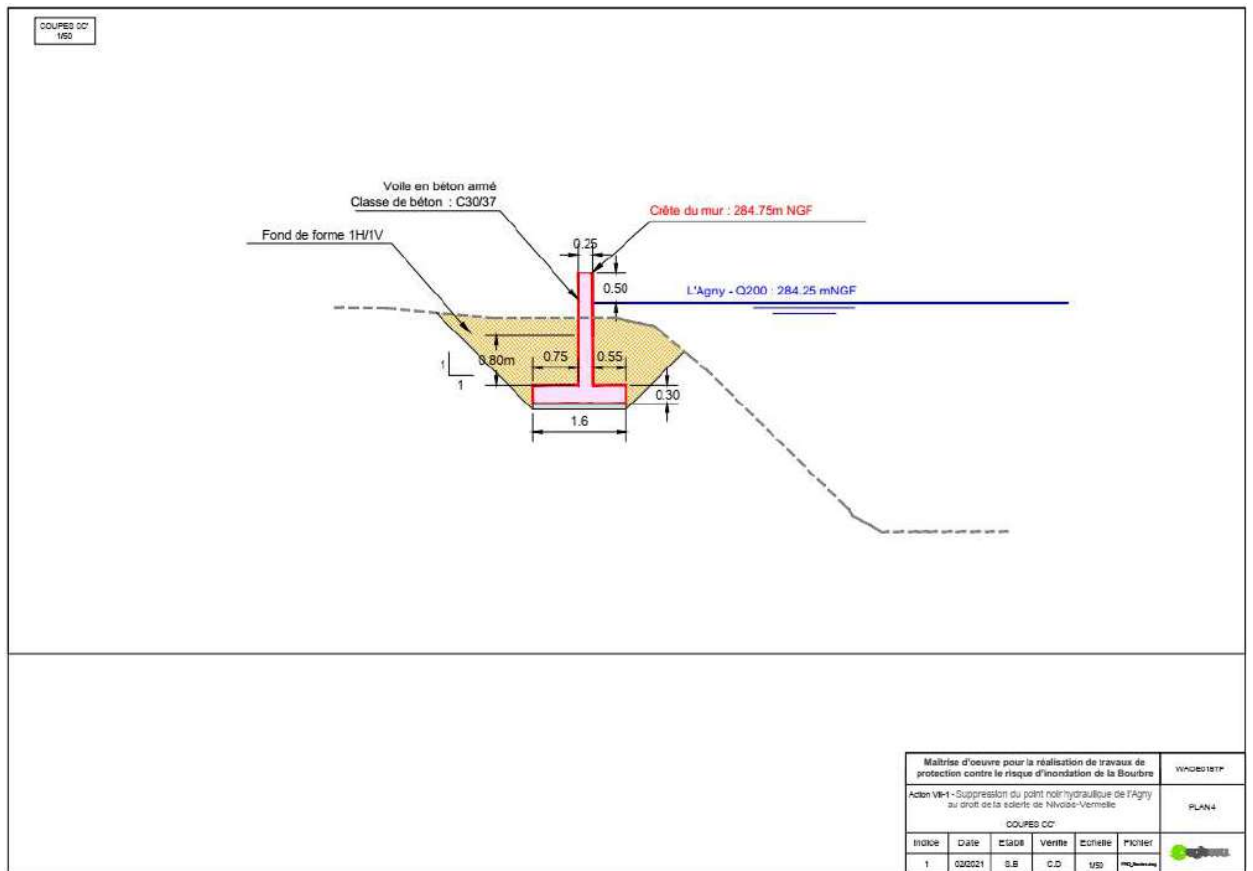 COUPES CC'
1/50
Voile en béton armé
Classe de béton : C30/37
Fond de forme 1H/1V
Crête du mur : 284.75m NGF
0.25
0.50
L'Agny - Q200 : 284.25 mNGF
0.80m
0.75
0.55
1
1
0.30
1.6
Maîtrise d'oeuvre pour la réalisation de travaux de
protection contre le risque d'inondation de la Bourbre
Action VIII-1 - Suppression du point noir hydraulique de l'Agny
au droit de la scierie de Nivolas-Vermelle
COUPES CC'
PLAN4
Indice Date Etabli Vérifié Echelle Fichier
1 02/2021 S.B C.D 1/50